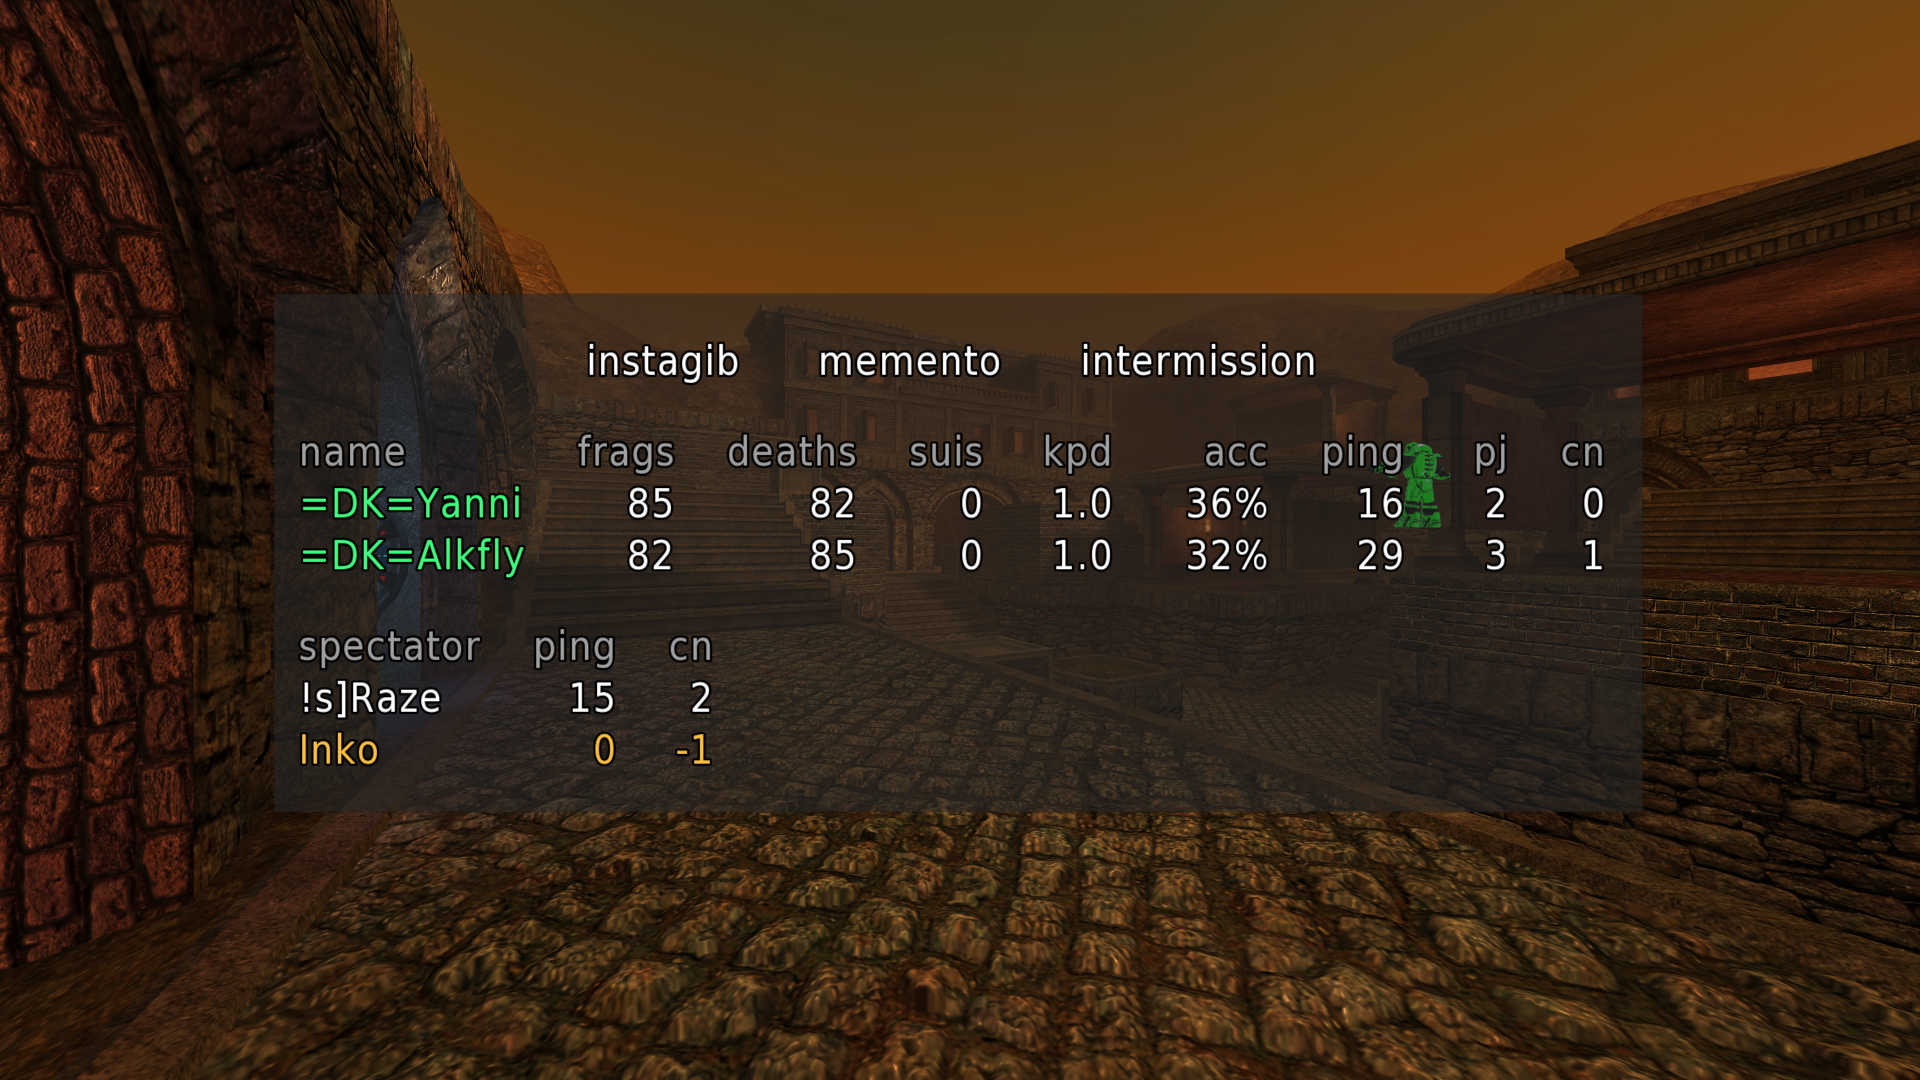 instagib memento intermission
name frags deaths suis kpd acc ping pj cn
=DK=Yanni 85 82 0 1.0 36% 16 2 0
=DK=Alkfly 82 85 0 1.0 32% 29 3 1
spectator ping cn
!s]Raze 15 2
Inko 0 -1